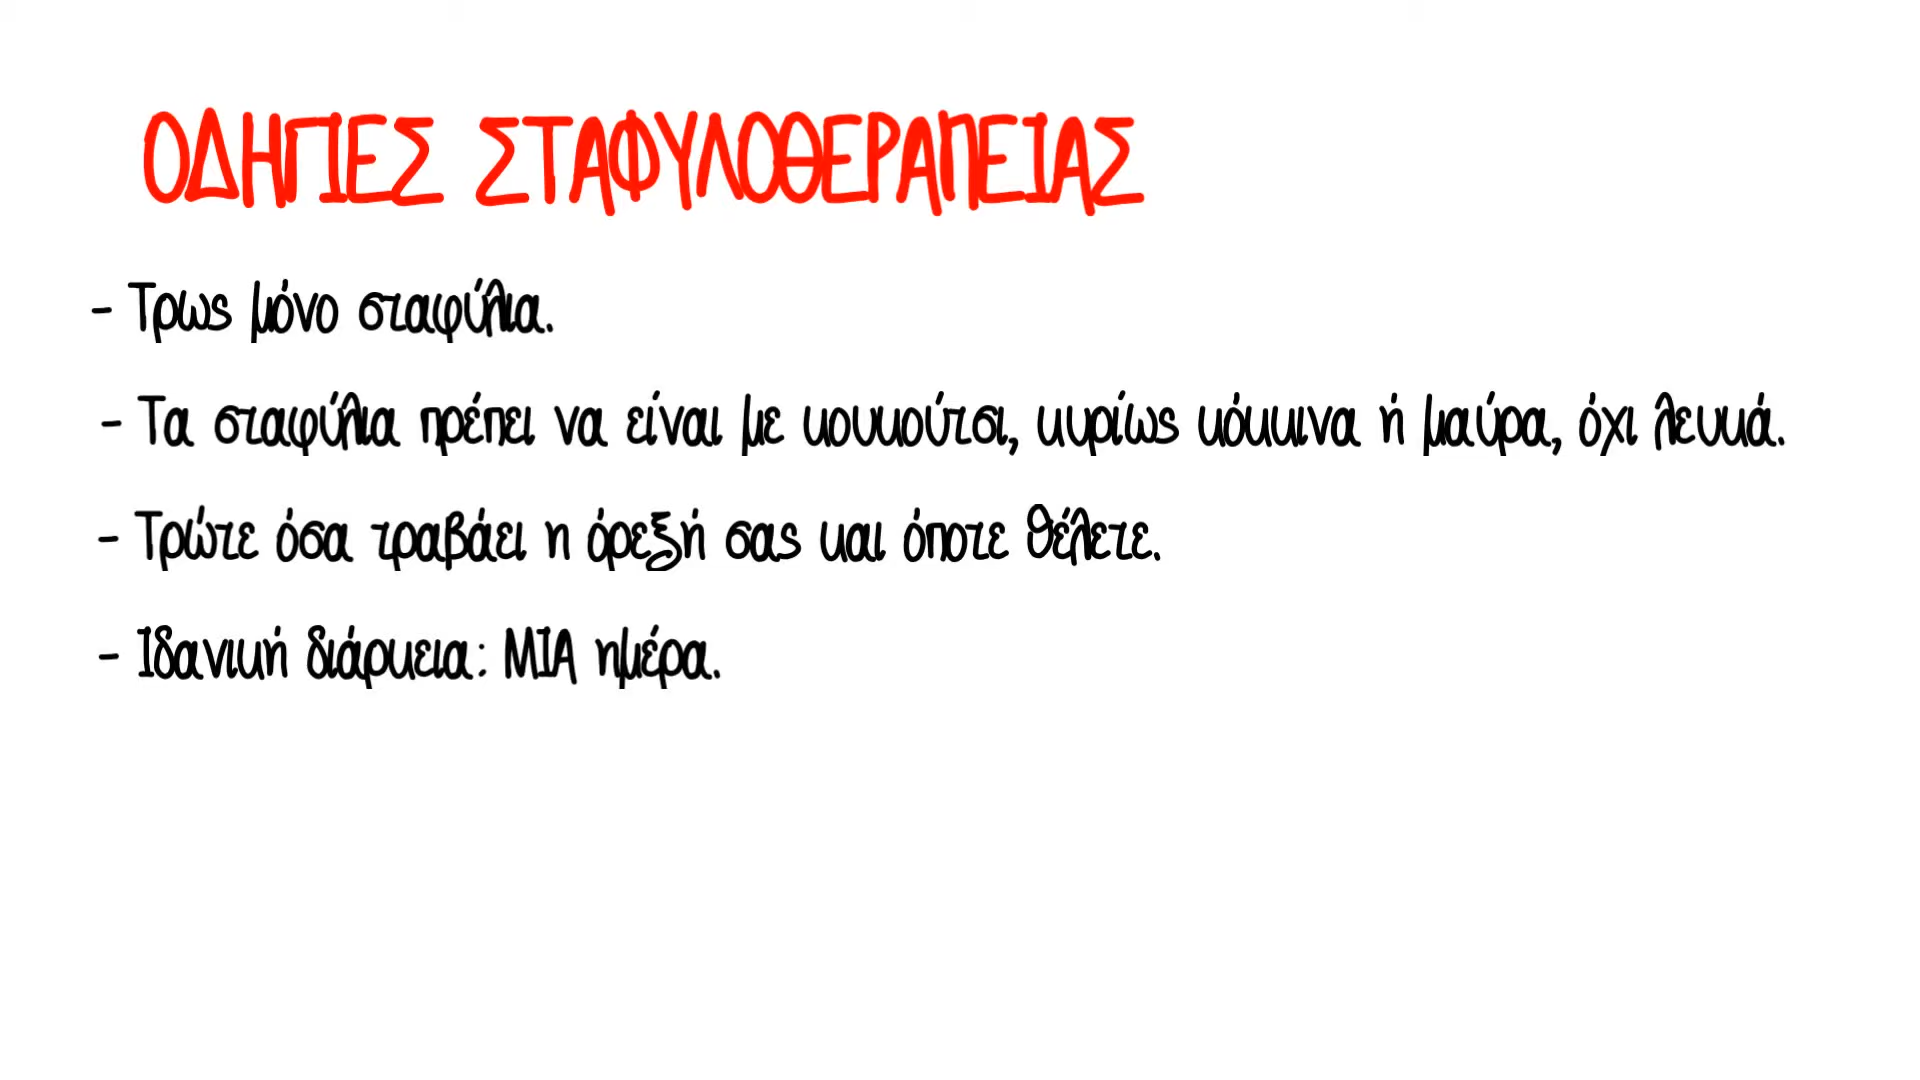 ΟΔΗΓΙΕΣ ΣΤΑΦΥΛΟΘΕΡΑΠΕΙΑΣ
- Τρως μόνο σταφύλια.
- Τα σταφύλια πρέπει να είναι με κουκούτσι, κυρίως κόκκινα ή μαύρα, όχι λευκά.
- Τρώτε όσα τραβάει η όρεξή σας και όποτε θέλετε.
- Ιδανική διάρκεια: ΜΙΑ ημέρα.